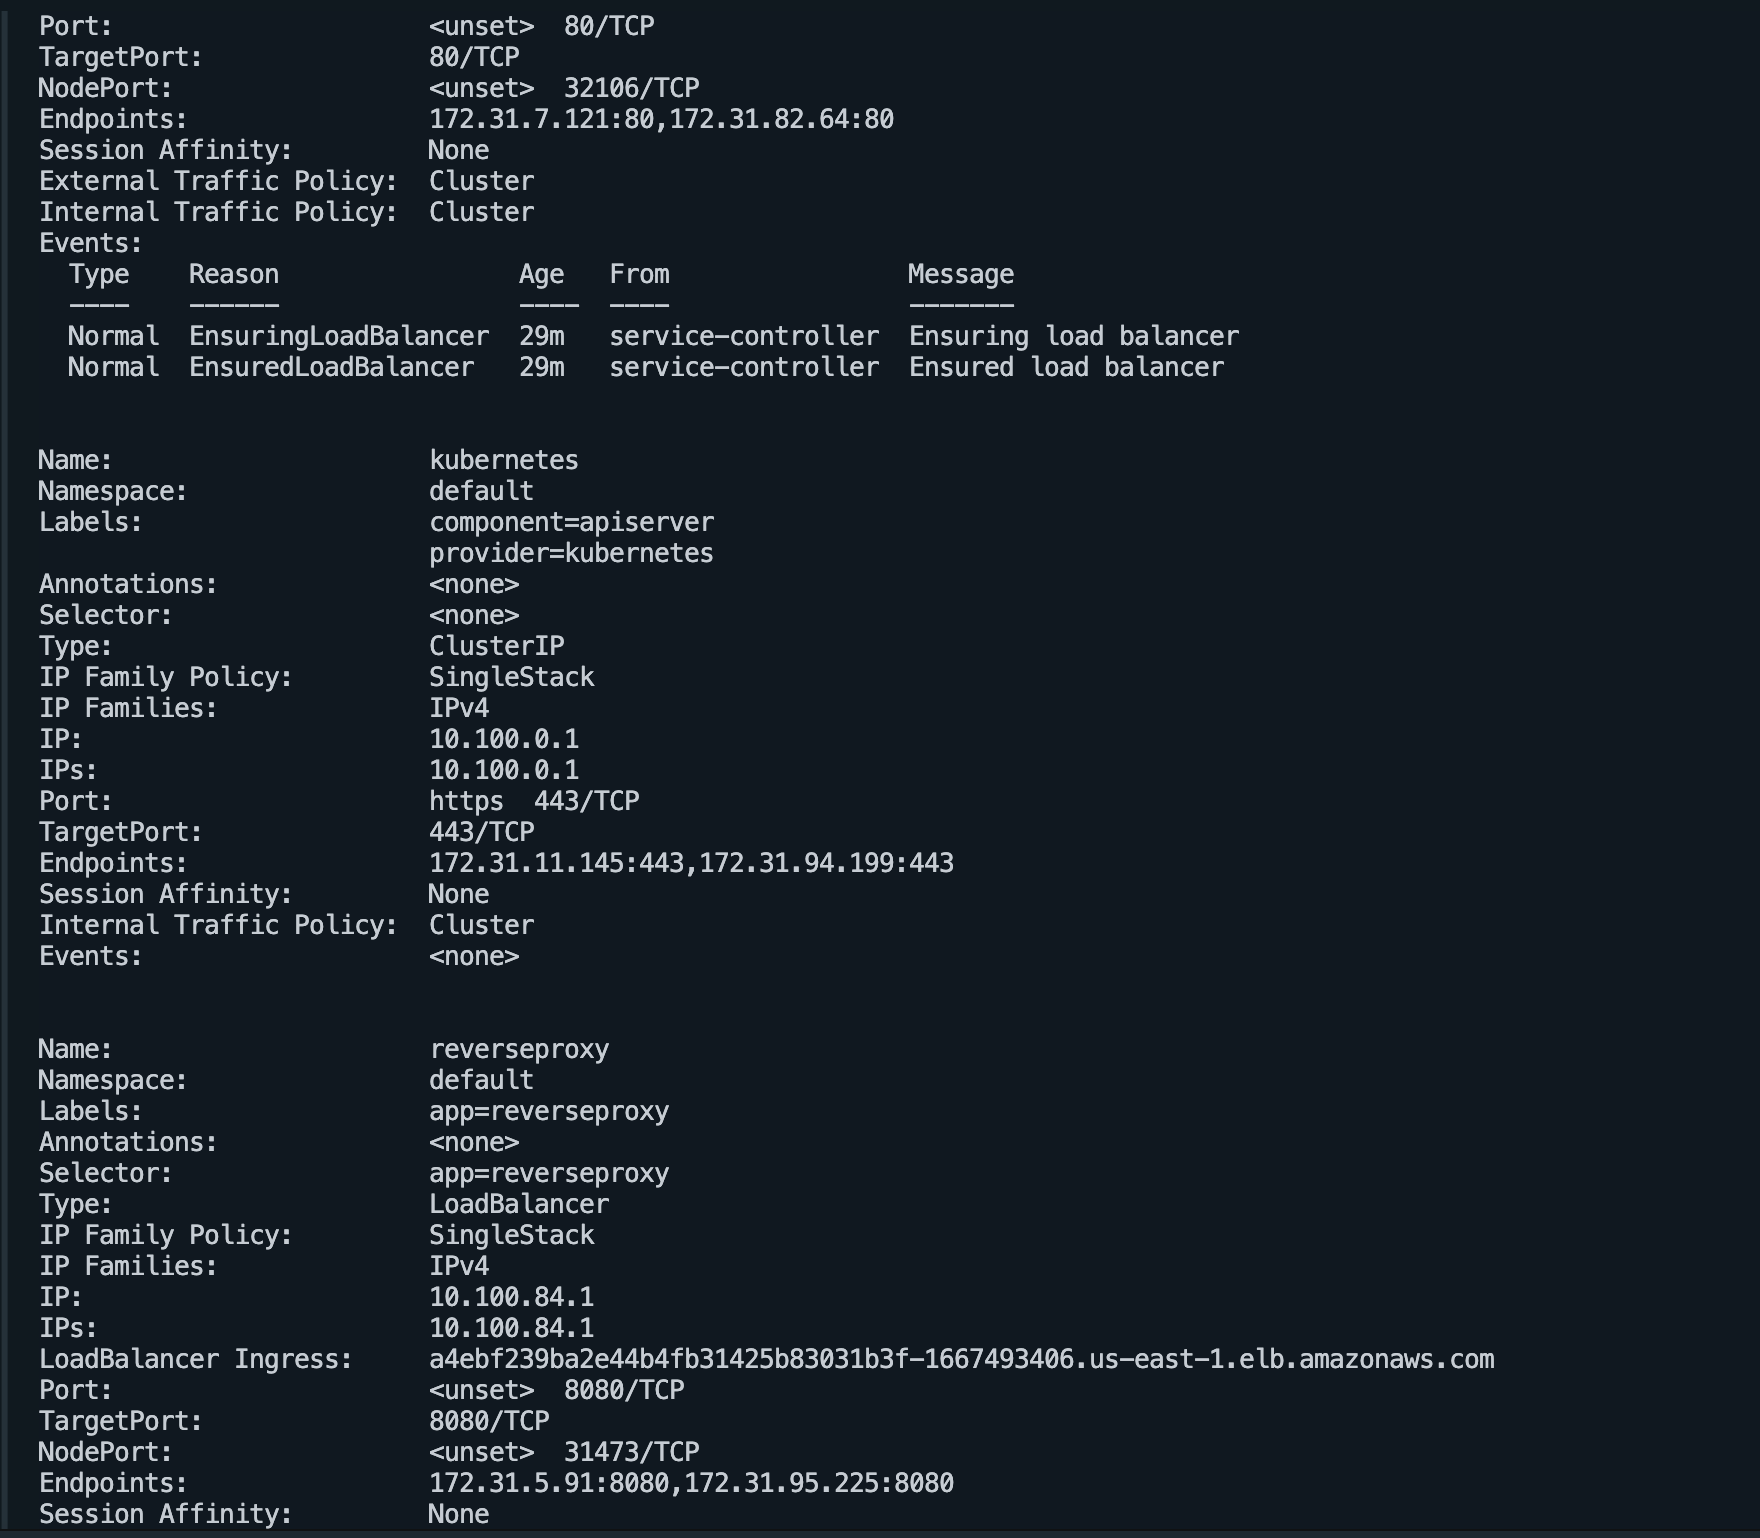 Port:                     <unset>  80/TCP
TargetPort:               80/TCP
NodePort:                 <unset>  32106/TCP
Endpoints:                172.31.7.121:80,172.31.82.64:80
Session Affinity:         None
External Traffic Policy:  Cluster
Internal Traffic Policy:  Cluster
Events:
  Type    Reason                Age   From                Message
  ----    ------                ----  ----                -------
  Normal  EnsuringLoadBalancer  29m   service-controller  Ensuring load balancer
  Normal  EnsuredLoadBalancer   29m   service-controller  Ensured load balancer
Name:                     kubernetes
Namespace:                default
Labels:                   component=apiserver
                          provider=kubernetes
Annotations:              <none>
Selector:                 <none>
Type:                     ClusterIP
IP Family Policy:         SingleStack
IP Families:              IPv4
IP:                       10.100.0.1
IPs:                      10.100.0.1
Port:                     https  443/TCP
TargetPort:               443/TCP
Endpoints:                172.31.11.145:443,172.31.94.199:443
Session Affinity:         None
Internal Traffic Policy:  Cluster
Events:                   <none>
Name:                     reverseproxy
Namespace:                default
Labels:                   app=reverseproxy
Annotations:              <none>
Selector:                 app=reverseproxy
Type:                     LoadBalancer
IP Family Policy:         SingleStack
IP Families:              IPv4
IP:                       10.100.84.1
IPs:                      10.100.84.1
LoadBalancer Ingress:     a4ebf239ba2e44b4fb31425b83031b3f-1667493406.us-east-1.elb.amazonaws.com
Port:                     <unset>  8080/TCP
TargetPort:               8080/TCP
NodePort:                 <unset>  31473/TCP
Endpoints:                172.31.5.91:8080,172.31.95.225:8080
Session Affinity:         None